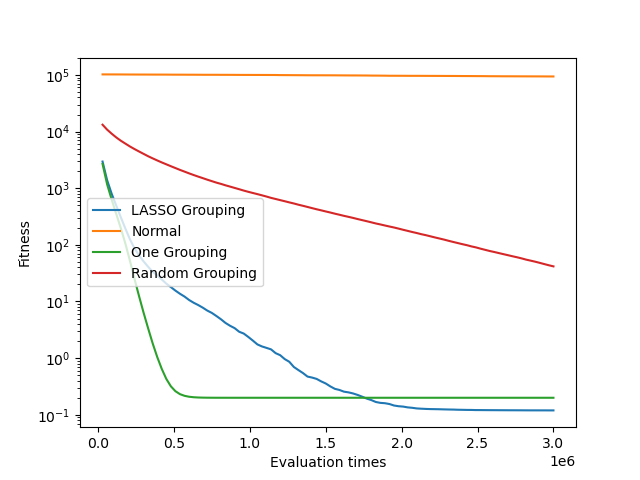 Fitness
10^5
10^4
10^3
10^2
10^1
10^0
10^-1
LASSO Grouping
Normal
One Grouping
Random Grouping
0.0 0.5 1.0 1.5 2.0 2.5 3.0
1e6
Evaluation times